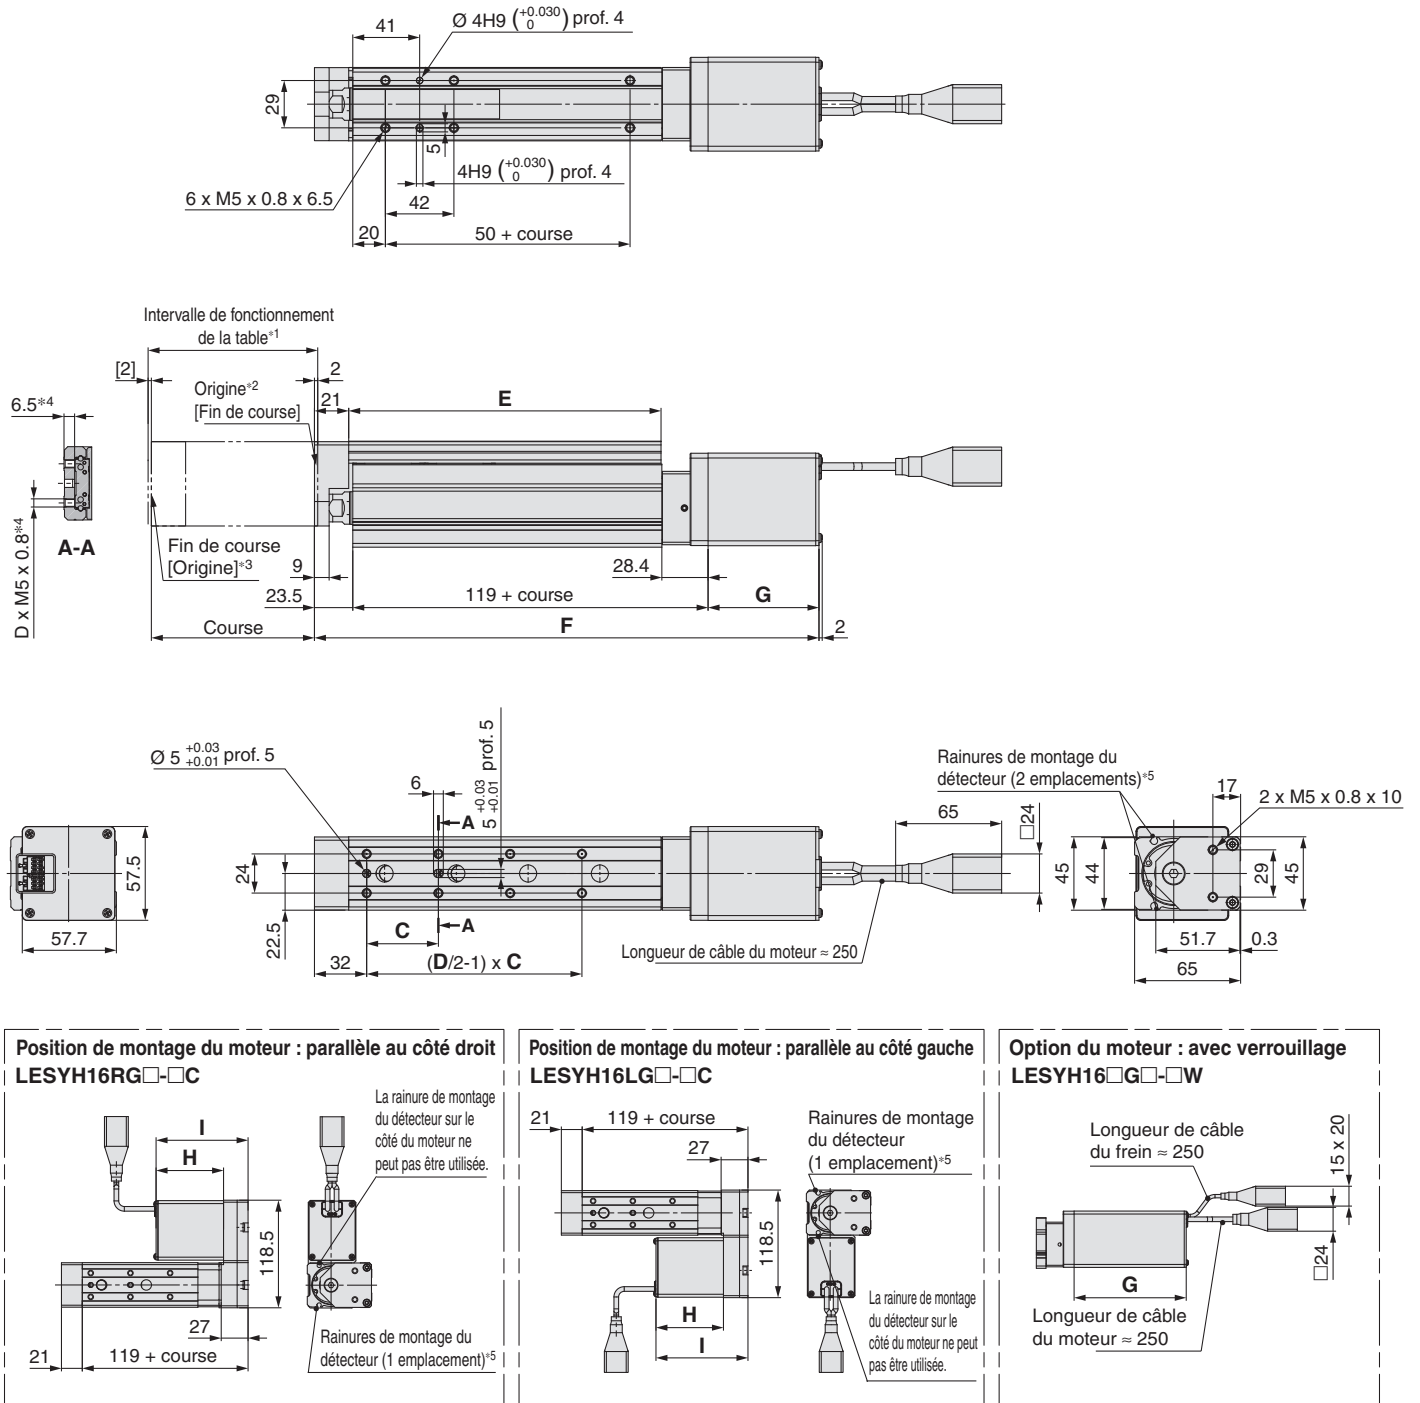 41
Ø 4H9 (+0.030 0) prof. 4
29
5
4H9 (+0.030 0) prof. 4
6 x M5 x 0.8 x 6.5
42
20
50 + course
Intervalle de fonctionnement
de la table*1
[2]
2
Origine*2
[Fin de course]
21
E
6.5*4
D x M5 x 0.8*4
A-A
Fin de course
[Origine]*3
9
28.4
23.5
119 + course
G
Course
F
2
Ø 5 +0.03 +0.01 prof. 5
6
A
5 +0.03 +0.01 prof. 5
Rainures de montage du
détecteur (2 emplacements)*5
17
2 x M5 x 0.8 x 10
65
□24
57.5
57.7
24
22.5
C
A
32
(D/2-1) x C
Longueur de câble du moteur ≈ 250
45
44
29
45
51.7
0.3
65
Position de montage du moteur : parallèle au côté droit
LESYH16RG□-□C
La rainure de montage
du détecteur sur le
côté du moteur ne
peut pas être utilisée.
I
H
118.5
27
21
119 + course
Rainures de montage du
détecteur (1 emplacement)*5
Position de montage du moteur : parallèle au côté gauche
LESYH16LG□-□C
21
119 + course
27
Rainures de montage
du détecteur
(1 emplacement)*5
118.5
H
I
La rainure de montage
du détecteur sur le
côté du moteur ne peut
pas être utilisée.
Option du moteur : avec verrouillage
LESYH16□G□-□W
Longueur de câble
du frein ≈ 250
15 x 20
□24
G
Longueur de câble
du moteur ≈ 250